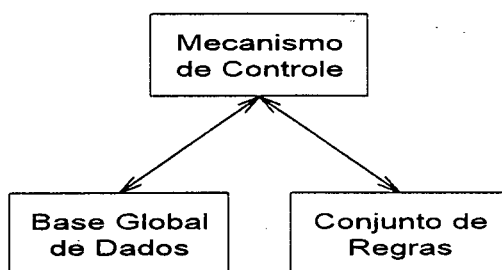 Mecanismo
de Controle
Base Global
de Dados
Conjunto de
Regras